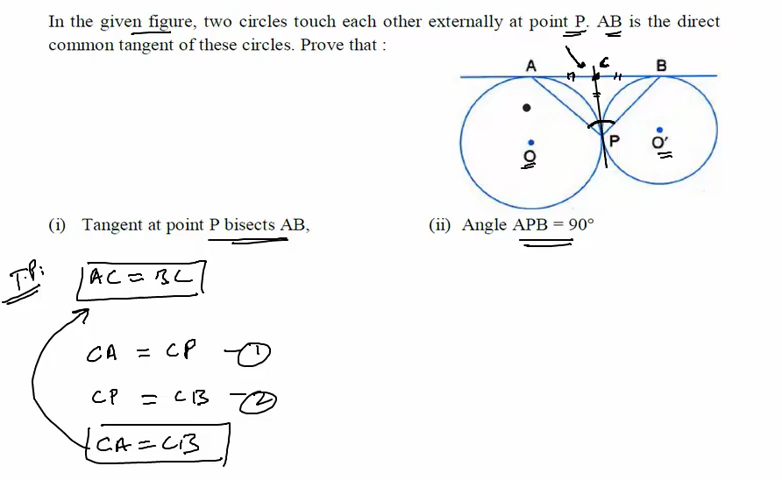 In the given figure, two circles touch each other externally at point P. AB is the direct
common tangent of these circles. Prove that :
A C B
P
O O'
(i) Tangent at point P bisects AB, (ii) Angle APB = 90°
T.P: AC = BC
CA = CP - 1
CP = CB - 2
CA = CB